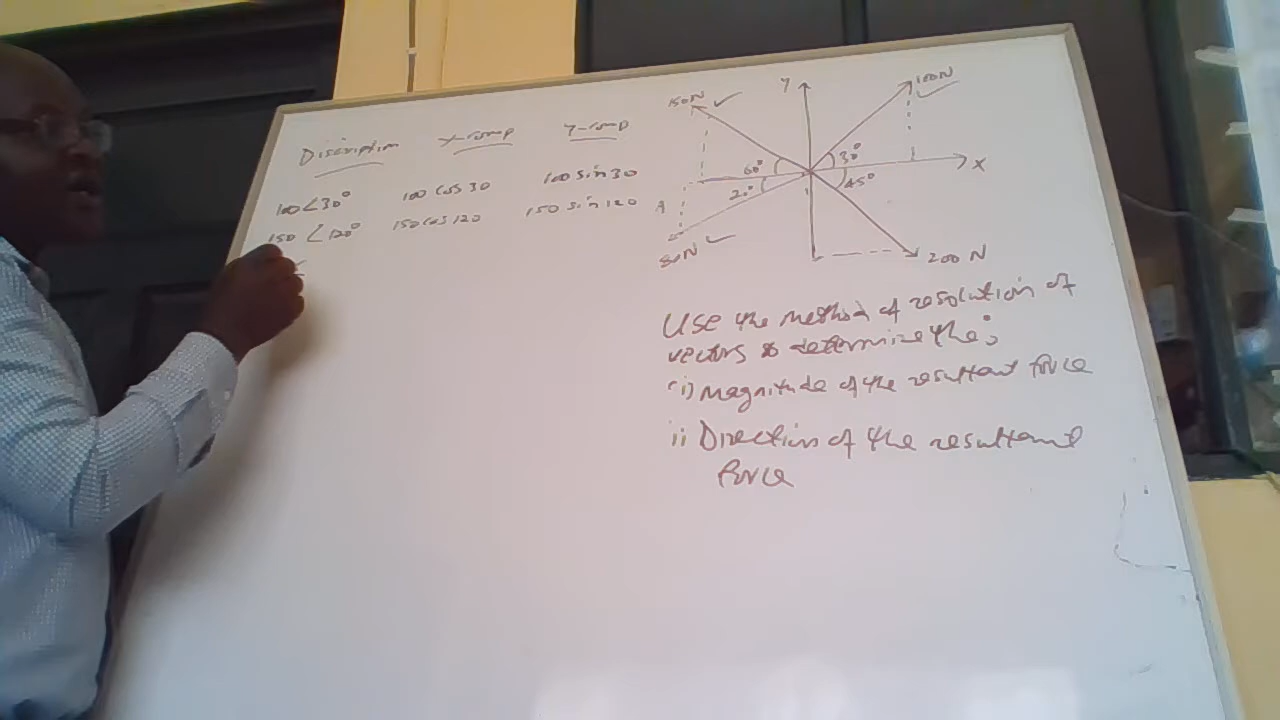 Discription X-comp Y-comp
100∠30° 100 cos 30 100 sin 30
150 ∠120° 150 cos 120 150 sin 120
Y
150N ✓
100N ✓
60° 30°
X
20° 45°
A
80N ✓
200 N
Use the method of resolution of
vectors to determine the:
(i) Magnitude of the resultant force
ii Direction of the resultant
force